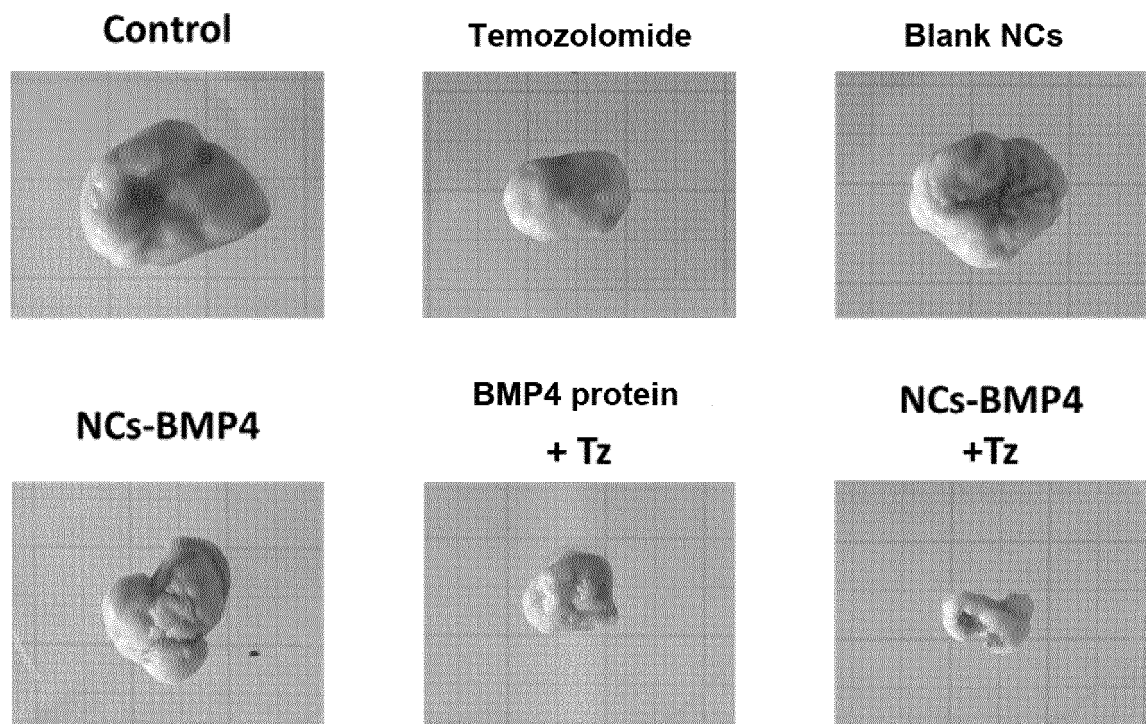 Control
Temozolomide
Blank NCs
NCs-BMP4
BMP4 protein
+ Tz
NCs-BMP4
+Tz